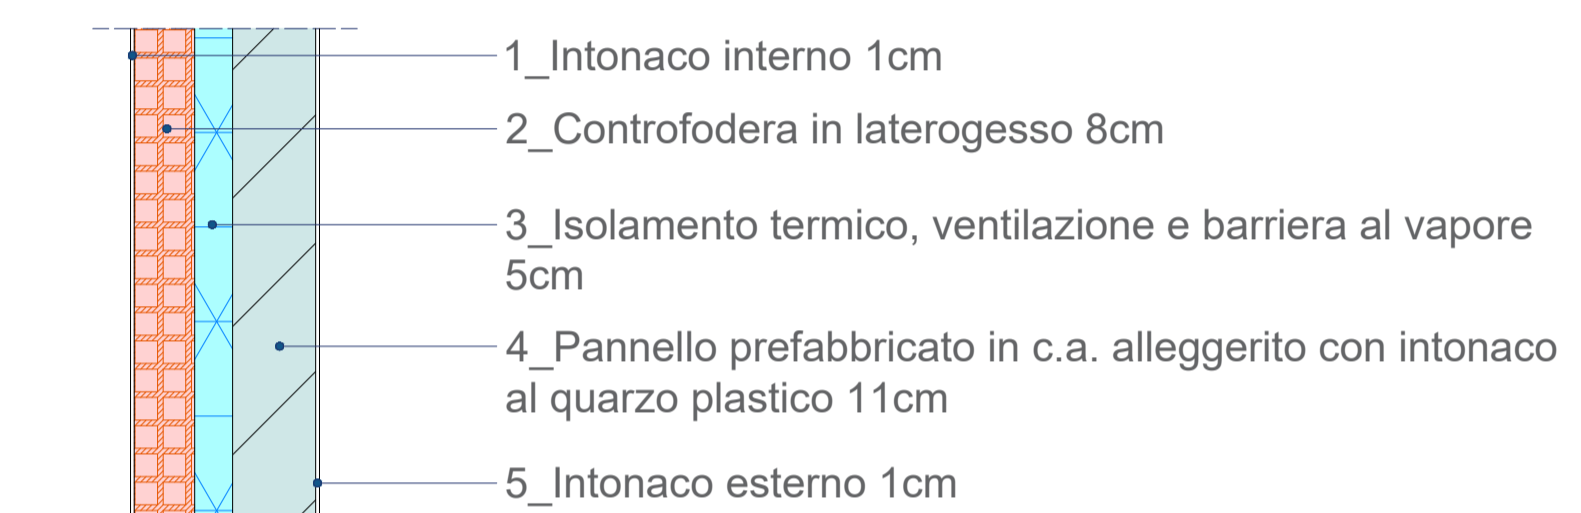 1_Intonaco interno 1cm
2_Controfodera in laterogesso 8cm
3_Isolamento termico, ventilazione e barriera al vapore
5cm
4_Pannello prefabbricato in c.a. alleggerito con intonaco
al quarzo plastico 11cm
5_Intonaco esterno 1cm